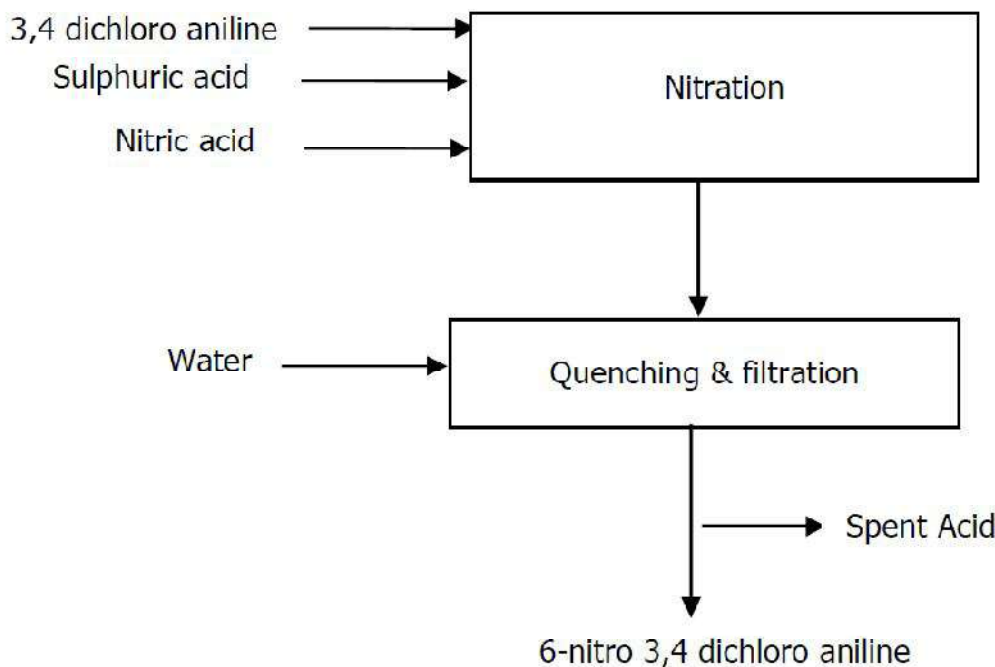 3,4 dichloro aniline
Sulphuric acid
Nitric acid
Nitration
Water
Quenching & filtration
Spent Acid
6-nitro 3,4 dichloro aniline